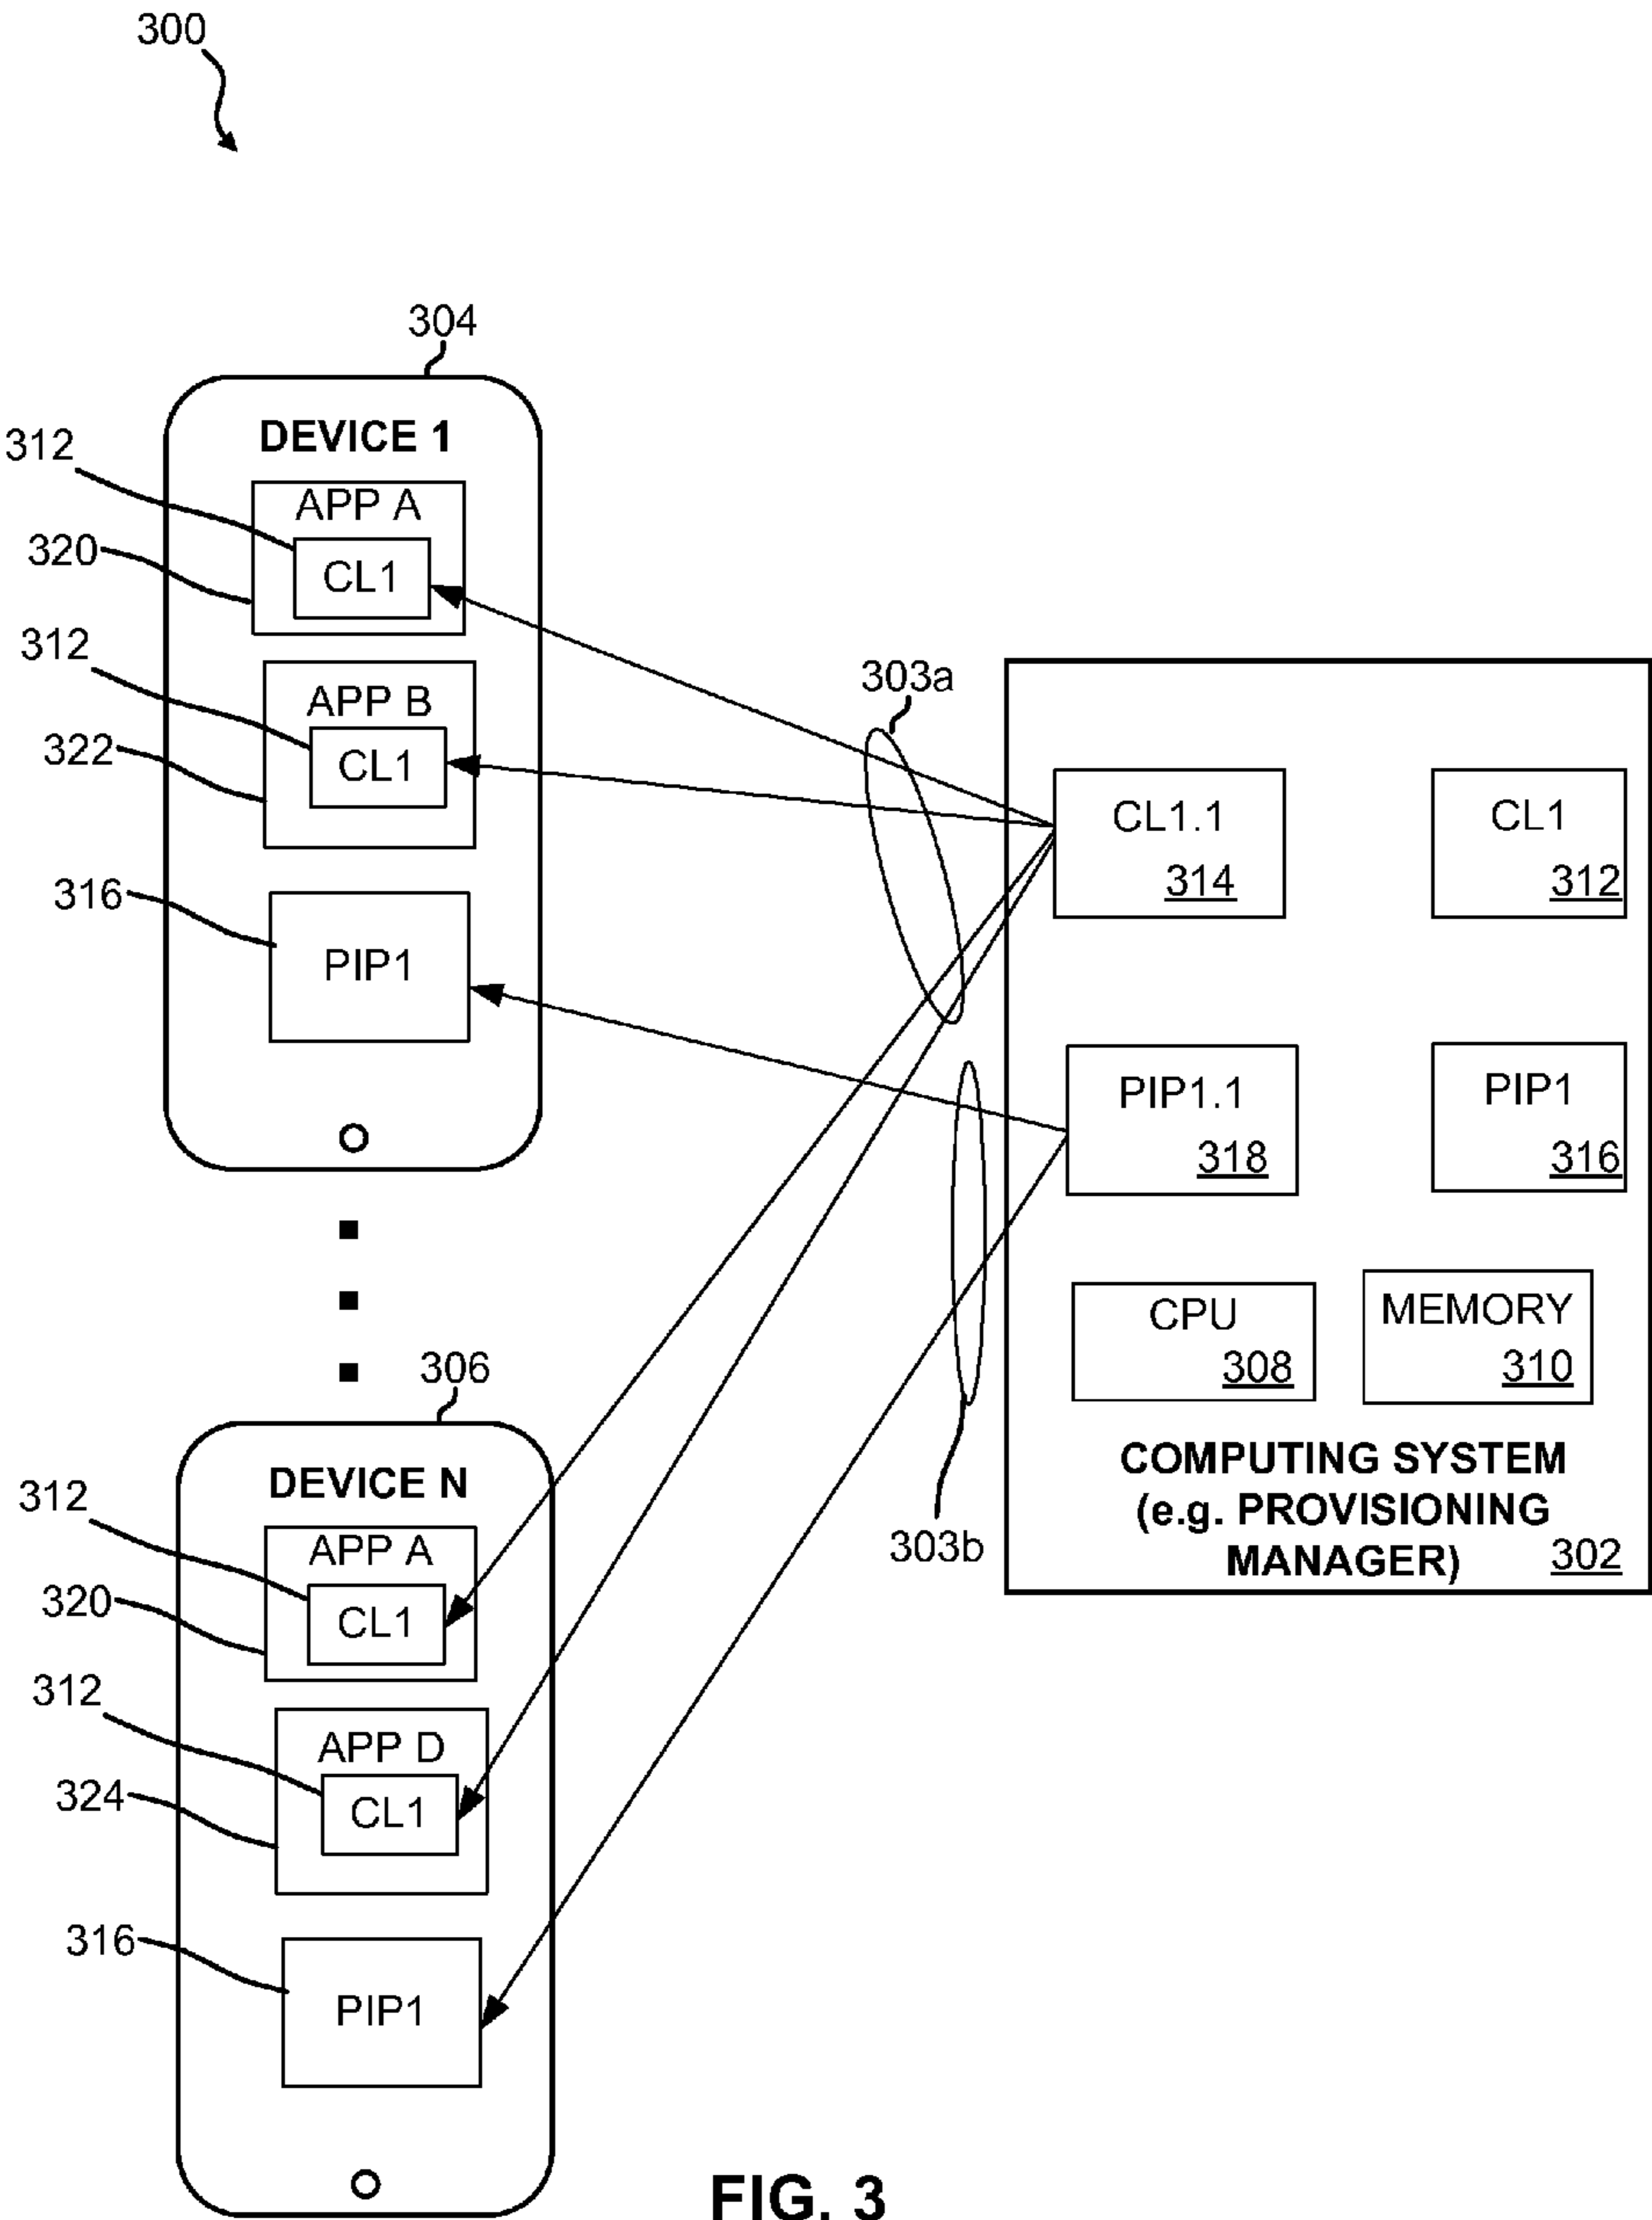 300
304
DEVICE 1
312
APP A
320
CL1
312
APP B
322
CL1
316
PIP1
303a
CL1.1
314
CL1
312
PIP1.1
318
PIP1
316
CPU
308
MEMORY
310
COMPUTING SYSTEM
(e.g. PROVISIONING
MANAGER)
302
303b
306
DEVICE N
312
APP A
320
CL1
312
APP D
324
CL1
316
PIP1
FIG. 3